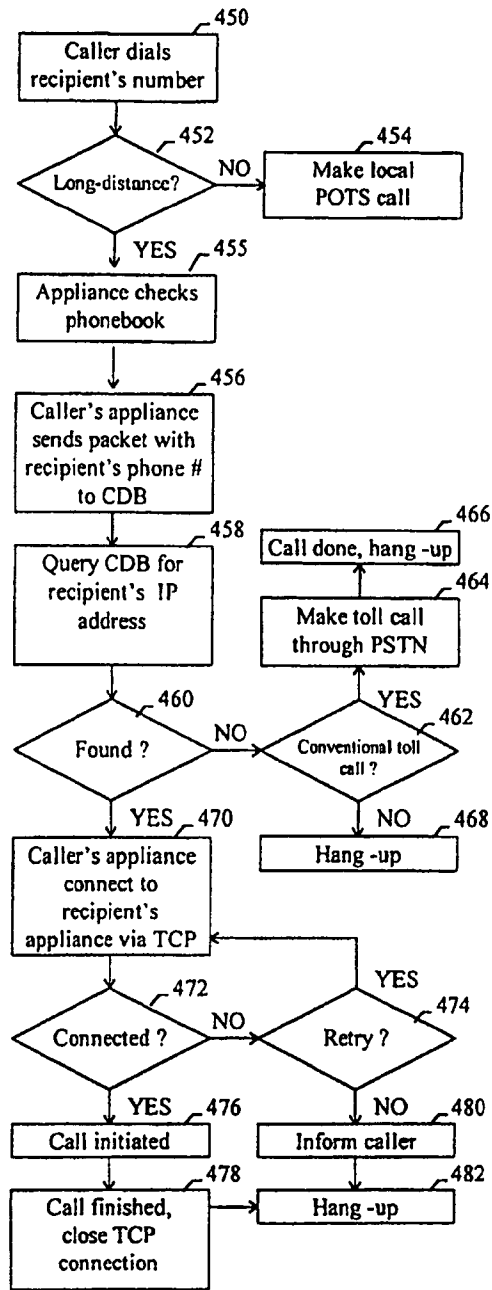 450
Caller dials
recipient's number
452
454
Long-distance?
NO
Make local
POTS call
YES
455
Appliance checks
phonebook
456
Caller's appliance
sends packet with
recipient's phone #
to CDB
458
Query CDB for
recipient's IP
address
466
Call done, hang -up
464
Make toll call
through PSTN
460
Found ?
NO
YES
462
Conventional toll
call ?
YES
470
NO
468
Hang -up
Caller's appliance
connect to
recipient's
appliance via TCP
472
Connected ?
NO
YES
474
Retry ?
YES
476
Call initiated
NO
480
Inform caller
478
Call finished,
close TCP
connection
482
Hang -up